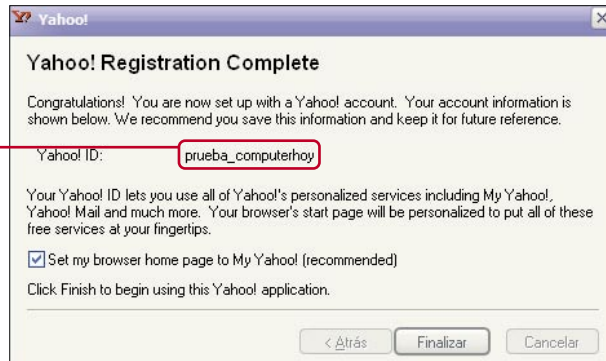 Yahoo!
Yahoo! Registration Complete
Congratulations! You are now set up with a Yahoo! account. Your account information is
shown below. We recommend you save this information and keep it for future reference.
Yahoo! ID: prueba_computerhoy
Your Yahoo! ID lets you use all of Yahoo!'s personalized services including My Yahoo!,
Yahoo! Mail and much more. Your browser's start page will be personalized to put all of these
free services at your fingertips.
Set my browser home page to My Yahoo! (recommended)
Click Finish to begin using this Yahoo! application.
< Atrás Finalizar Cancelar